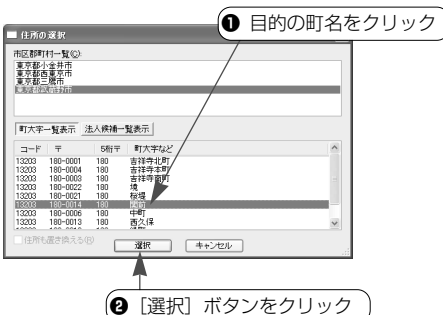 ❶ 目的の町名をクリック
住所の選択
市区郡町村一覧(C):
東京都小金井市
東京都西東京市
東京都三鷹市
東京都武蔵野市
町大字一覧表示 法人候補一覧表示
コード 〒 5桁〒 町大字など
13203 180-0001 180 吉祥寺北町
13203 180-0004 180 吉祥寺本町
13203 180-0003 180 吉祥寺南町
13203 180-0022 180 境
13203 180-0021 180 桜堤
13203 180-0014 180 関前
13203 180-0006 180 中町
13203 180-0013 180 西久保
住所も置き換える(R) 選択 キャンセル
❷ ［選択］ボタンをクリック